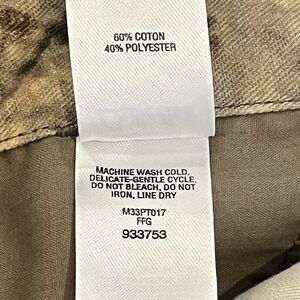 60% COTON
40% POLYESTER
MACHINE WASH COLD,
DELICATE-GENTLE CYCLE,
DO NOT BLEACH, DO NOT
IRON, LINE DRY
M33PT017
FFG
933753